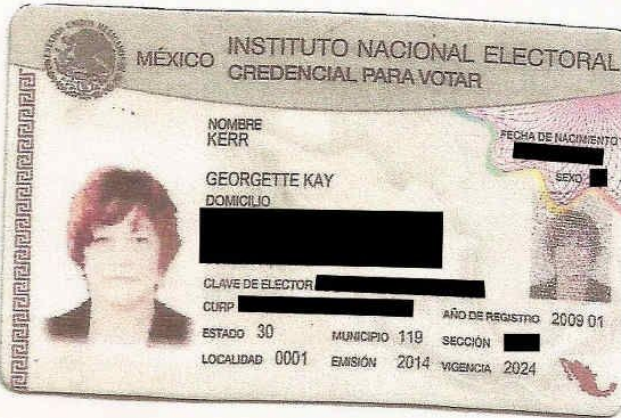 MÉXICO INSTITUTO NACIONAL ELECTORAL
CREDENCIAL PARA VOTAR
NOMBRE
KERR
GEORGETTE KAY
DOMICILIO
FECHA DE NACIMIENTO
SEXO
CLAVE DE ELECTOR
CURP
AÑO DE REGISTRO 2009 01
ESTADO 30 MUNICIPIO 119 SECCIÓN
LOCALIDAD 0001 EMISIÓN 2014 VIGENCIA 2024